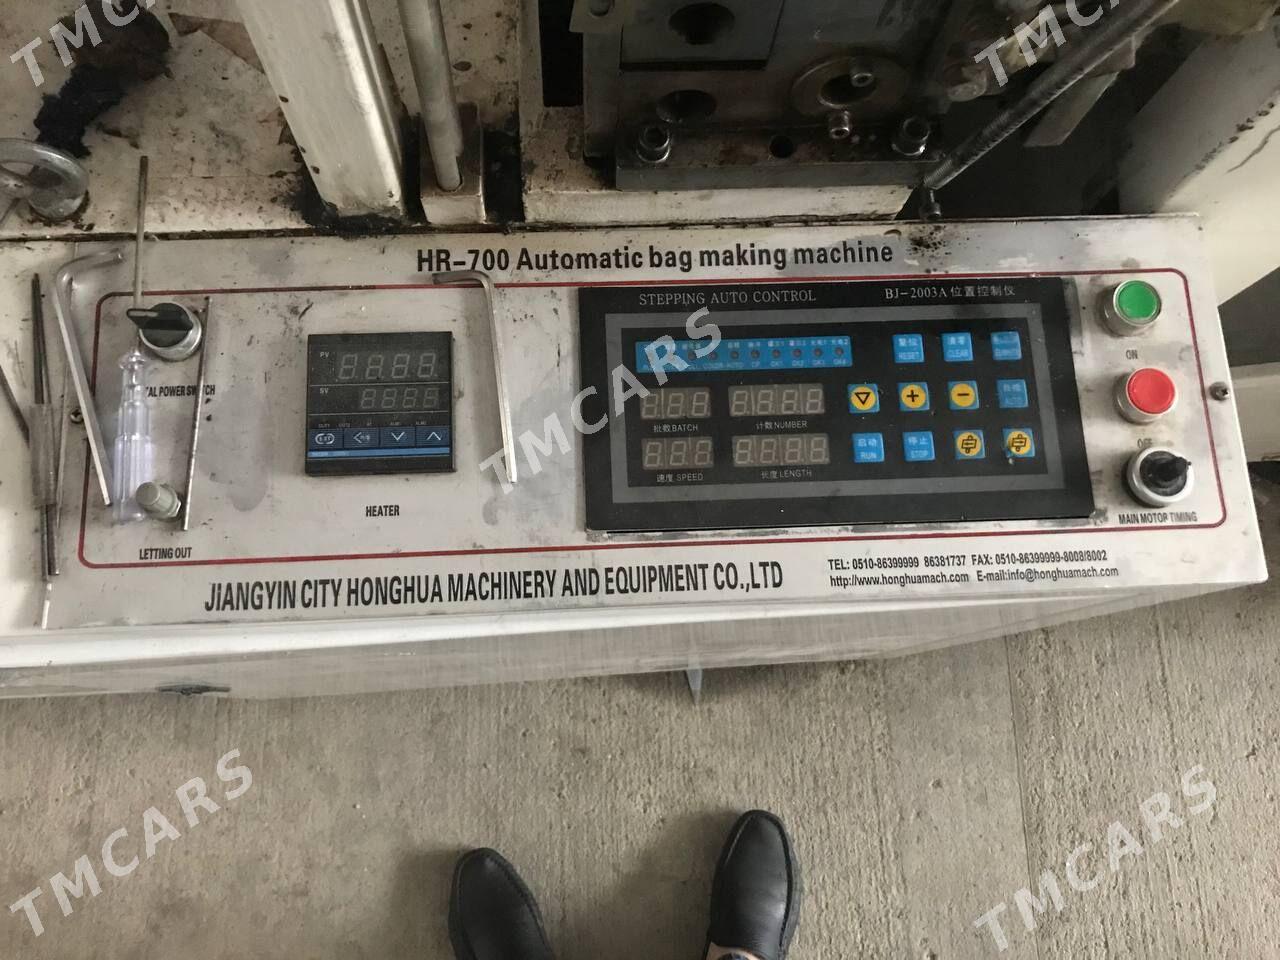 TMCARS
TMCARS
HR-700 Automatic bag making machine
STEPPING AUTO CONTROL
BJ-2003A 位置控制仪
PV
SV
TAL POWER SWITCH
批数 BATCH
计数 NUMBER
速度 SPEED
长度 LENGTH
复位 RESET
清零 CLEAR
自动 AUTO
启动 RUN
停止 STOP
ON
OFF
MAIN MOTOR TIMING
HEATER
LETTING OUT
JIANGYIN CITY HONGHUA MACHINERY AND EQUIPMENT CO.,LTD
TEL: 0510-86399999 86381737 FAX: 0510-86399999-8008/8002
http://www.honghuamach.com E-mail:info@honghuamach.com
TMCARS
TMCARS
TMCARS